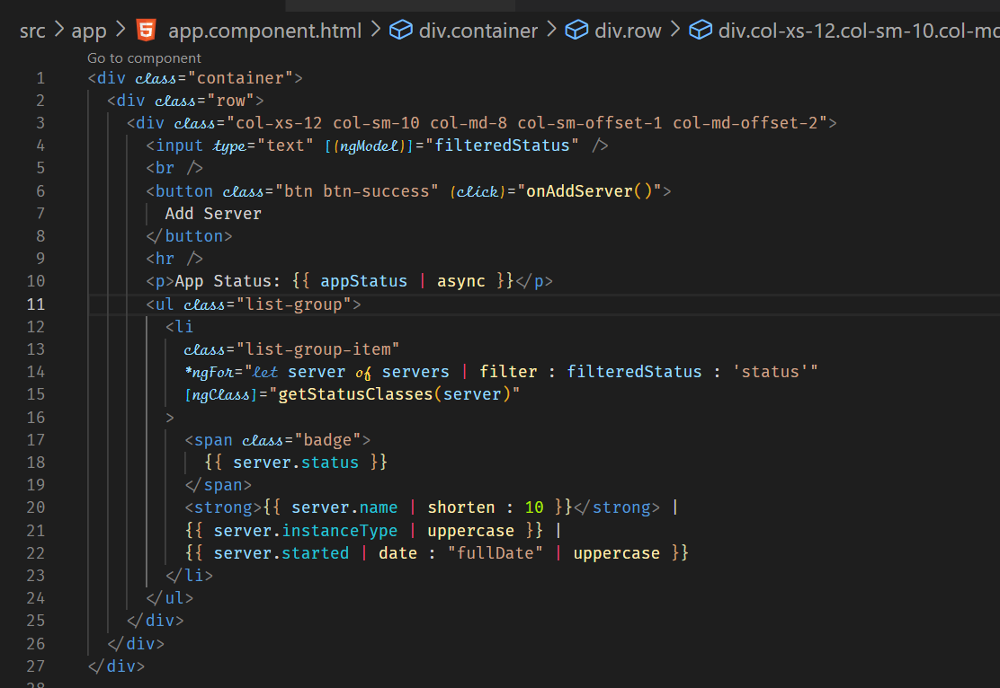 src > app > app.component.html > div.container > div.row > div.col-xs-12.col-sm-10.col-md
Go to component
1 <div class="container">
2 <div class="row">
3 <div class="col-xs-12 col-sm-10 col-md-8 col-sm-offset-1 col-md-offset-2">
4 <input type="text" [(ngModel)]="filteredStatus" />
5 <br />
6 <button class="btn btn-success" (click)="onAddServer()">
7 Add Server
8 </button>
9 <hr />
10 <p>App Status: {{ appStatus | async }}</p>
11 <ul class="list-group">
12 <li
13 class="list-group-item"
14 *ngFor="let server of servers | filter : filteredStatus : 'status'"
15 [ngClass]="getStatusClasses(server)"
16 >
17 <span class="badge">
18 {{ server.status }}
19 </span>
20 <strong>{{ server.name | shorten : 10 }}</strong> |
21 {{ server.instanceType | uppercase }} |
22 {{ server.started | date : "fullDate" | uppercase }}
23 </li>
24 </ul>
25 </div>
26 </div>
27 </div>
28